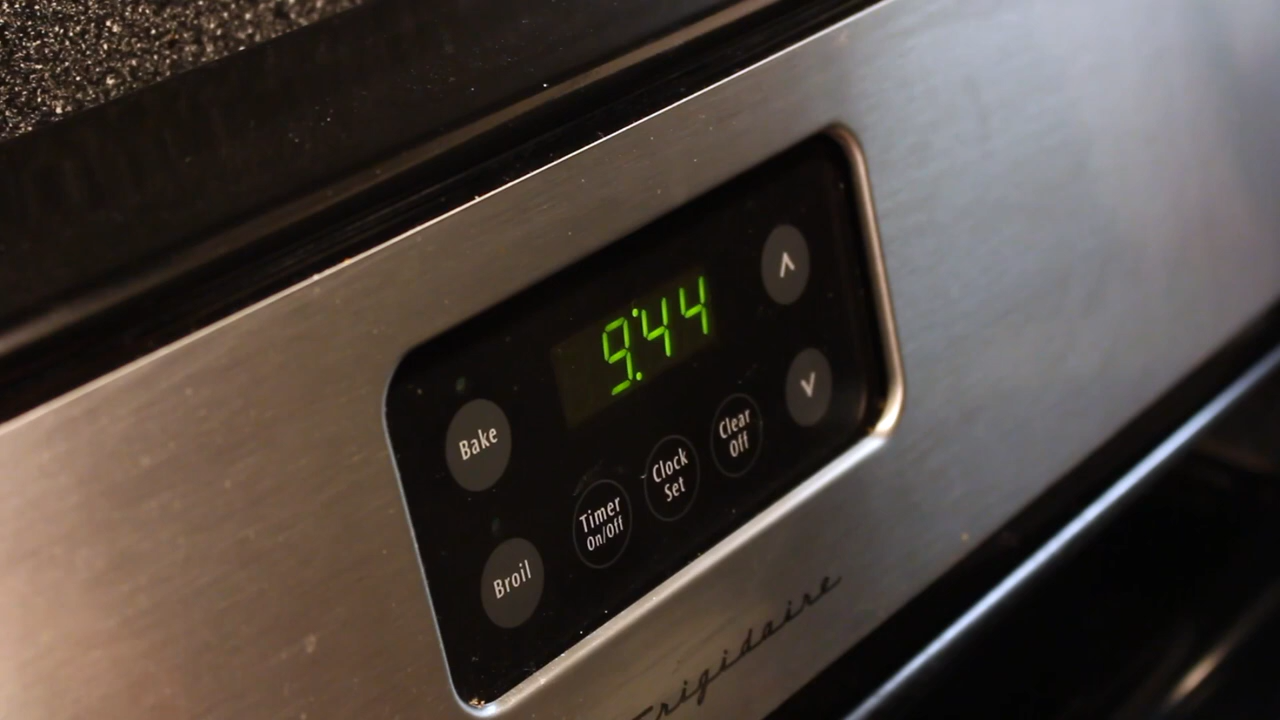 9:44
Bake
Timer
On/Off
Clock
Set
Clear
Off
ʌ
v
Broil
Frigidaire